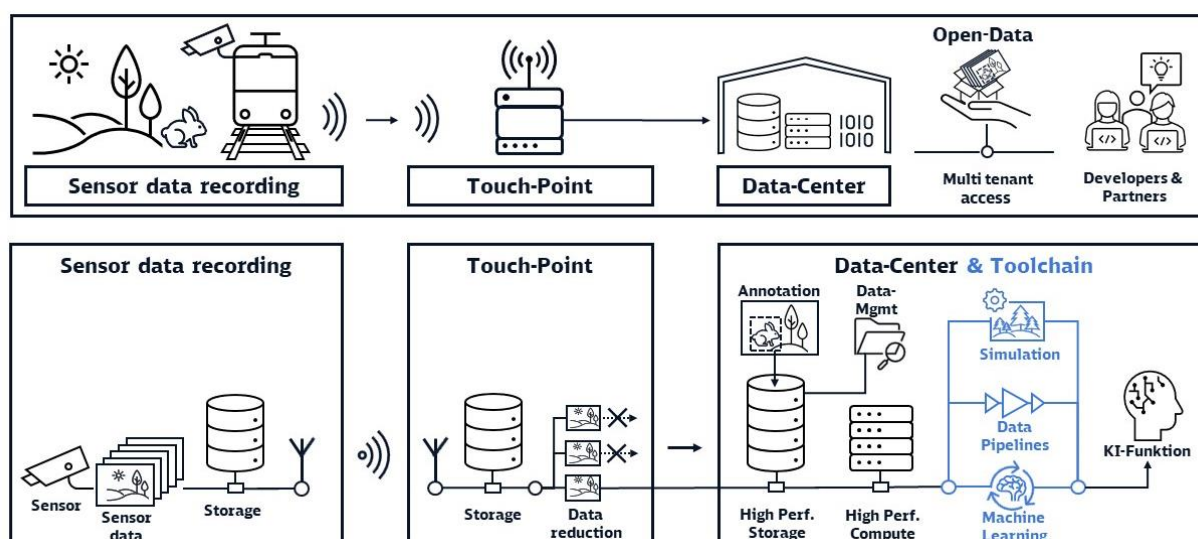 Open-Data
1010
1010
Sensor data recording
Touch-Point
Data-Center
Multi tenant
access
Developers &
Partners
</>
</>
Sensor data recording
Sensor
Sensor
data
Storage
Touch-Point
Storage
Data
reduction
Data-Center & Toolchain
Annotation
Data-
Mgmt
High Perf.
Storage
High Perf.
Compute
Simulation
Data
Pipelines
Machine
Learning
KI-Funktion